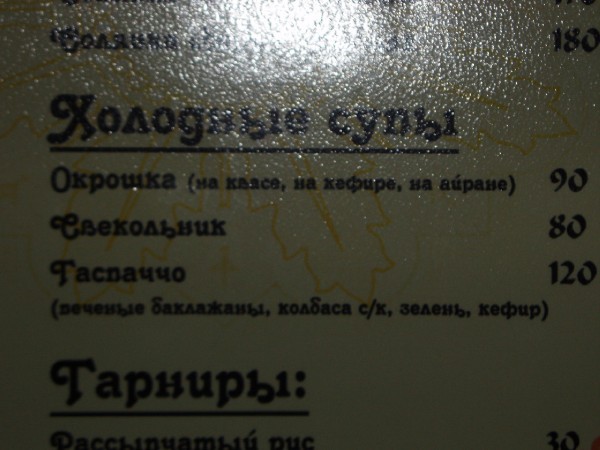 Солянка 180
Холодные супы
Окрошка (на квасе, на кефире, на айране) 90
Свекольник 80
Гаспаччо 120
(печеные баклажаны, колбаса с/к, зелень, кефир)
Гарниры:
Рассыпчатый рис 30